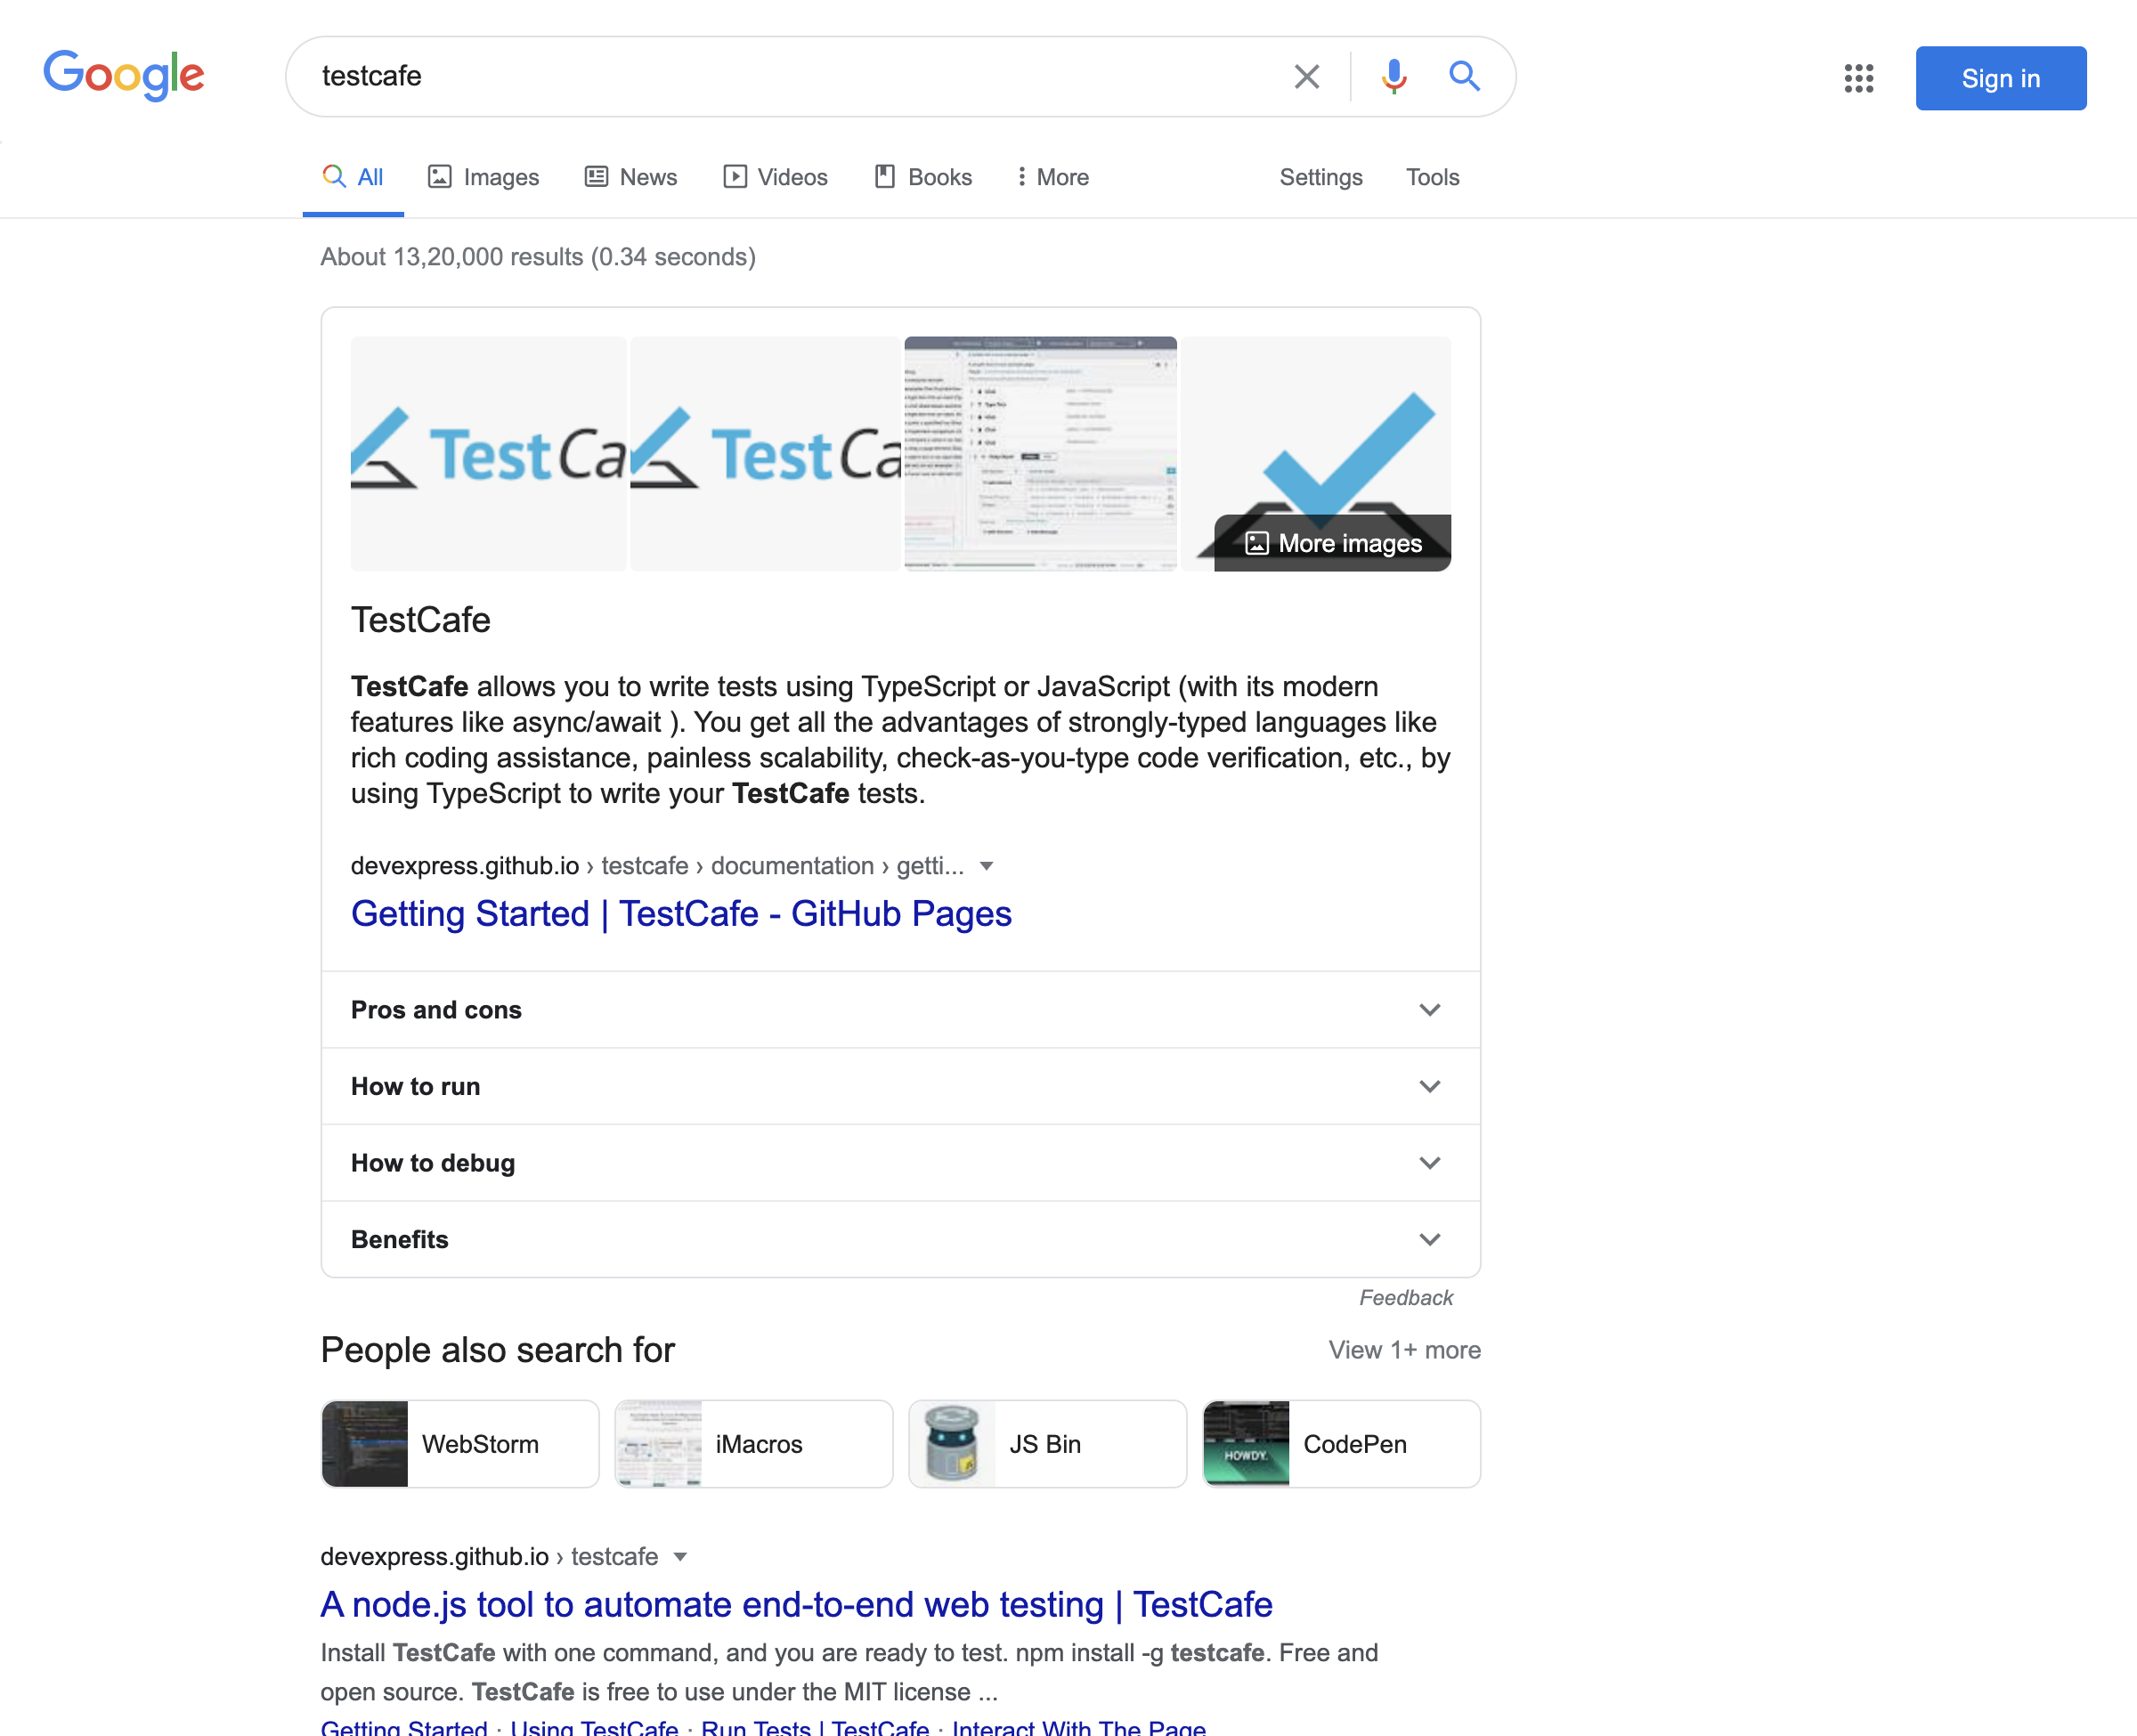 Google
testcafe
Sign in
All
Images
News
Videos
Books
More
Settings
Tools
About 13,20,000 results (0.34 seconds)
TestCa
TestCa
More images
TestCafe
TestCafe allows you to write tests using TypeScript or JavaScript (with its modern
features like async/await ). You get all the advantages of strongly-typed languages like
rich coding assistance, painless scalability, check-as-you-type code verification, etc., by
using TypeScript to write your TestCafe tests.
devexpress.github.io › testcafe › documentation › getti...
Getting Started | TestCafe - GitHub Pages
Pros and cons
How to run
How to debug
Benefits
Feedback
People also search for
View 1+ more
WebStorm
iMacros
JS Bin
HOWDY.
CodePen
devexpress.github.io › testcafe
A node.js tool to automate end-to-end web testing | TestCafe
Install TestCafe with one command, and you are ready to test. npm install -g testcafe. Free and
open source. TestCafe is free to use under the MIT license ...
Getting Started · Using TestCafe · Run Tests | TestCafe · Interact With The Page